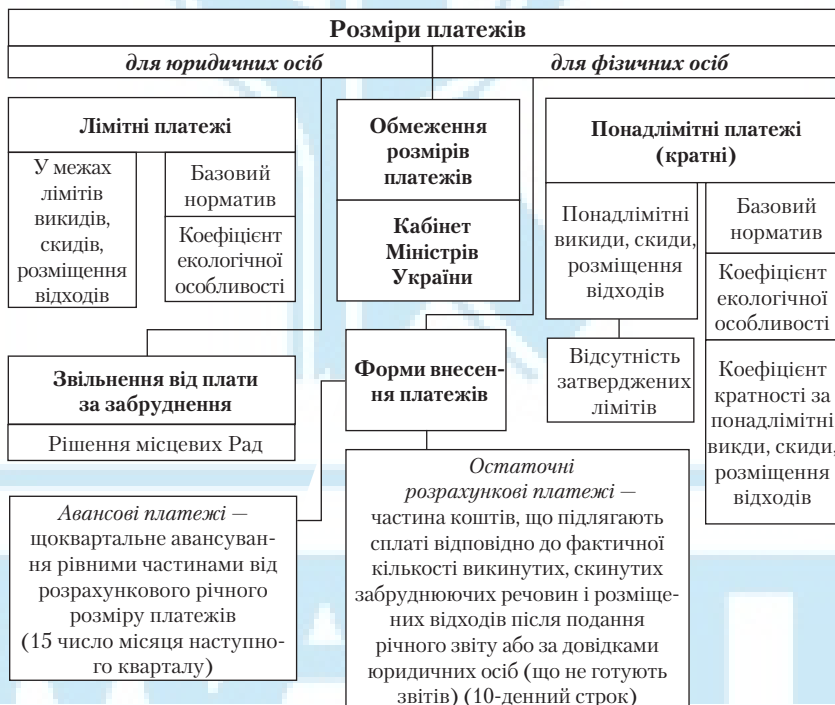 Розміри платежів
для юридичних осіб
для фізичних осіб
Лімітні платежі
У межах
лімітів
викидів,
скидів,
розміщення
відходів
Базовий
норматив
Коефіцієнт
екологічної
особливості
Обмеження
розмірів
платежів
Кабінет
Міністрів
України
Понадлімітні платежі
(кратні)
Понадлімітні
викиди, скиди,
розміщення
відходів
Відсутність
затверджених
лімітів
Базовий
норматив
Коефіцієнт
екологічної
особливості
Коефіцієнт
кратності за
понадлімітні
викди, скиди,
розміщення
відходів
Звільнення від плати
за забруднення
Рішення місцевих Рад
Форми внесен-
ня платежів
Авансові платежі —
щоквартальне авансуван-
ня рівними частинами від
розрахункового річного
розміру платежів
(15 число місяця наступно-
го кварталу)
Остаточні
розрахункові платежі —
частина коштів, що підлягають
сплаті відповідно до фактичної
кількості викинутих, скинутих
забруднюючих речовин і розміще-
них відходів після подання
річного звіту або за довідками
юридичних осіб (що не готують
звітів) (10-денний строк)